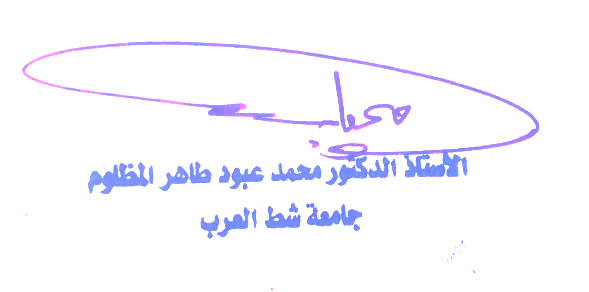 الأستاذ الدكتور محمد عبود طاهر المظلوم
جامعة شط العرب